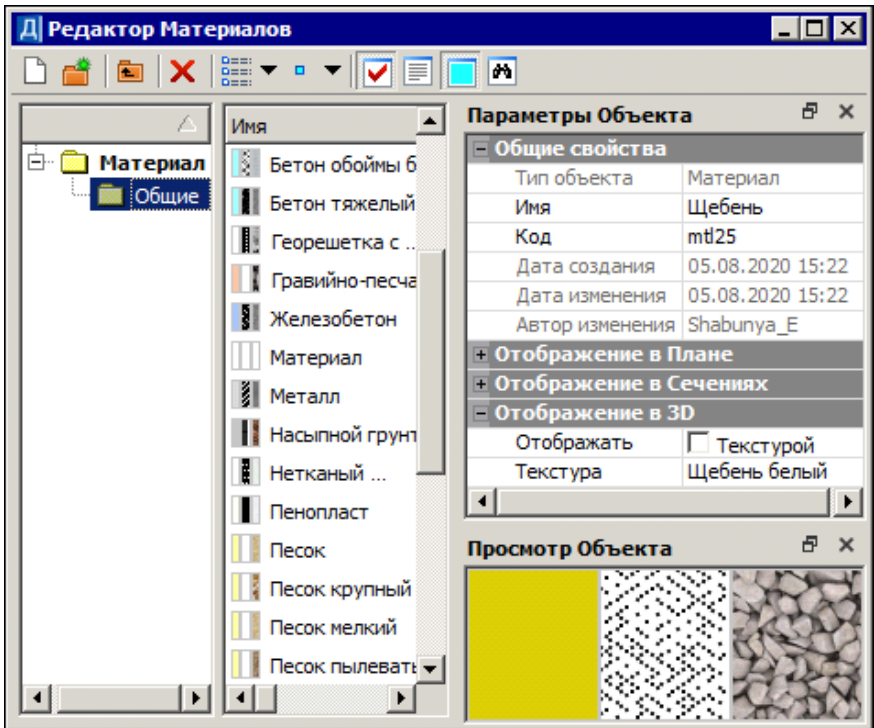 Редактор Материалов
Материал
Общие
Имя
Бетон обоймы б
Бетон тяжелый
Георешетка с ..
Гравийно-песча
Железобетон
Материал
Металл
Насыпной грунт
Нетканый ...
Пенопласт
Песок
Песок крупный
Песок мелкий
Песок пылевать
Параметры Объекта
Общие свойства
Тип объекта Материал
Имя Щебень
Код mtl25
Дата создания 05.08.2020 15:22
Дата изменения 05.08.2020 15:22
Автор изменения Shabunya_E
Отображение в Плане
Отображение в Сечениях
Отображение в 3D
Отображать Текстурой
Текстура Щебень белый
Просмотр Объекта